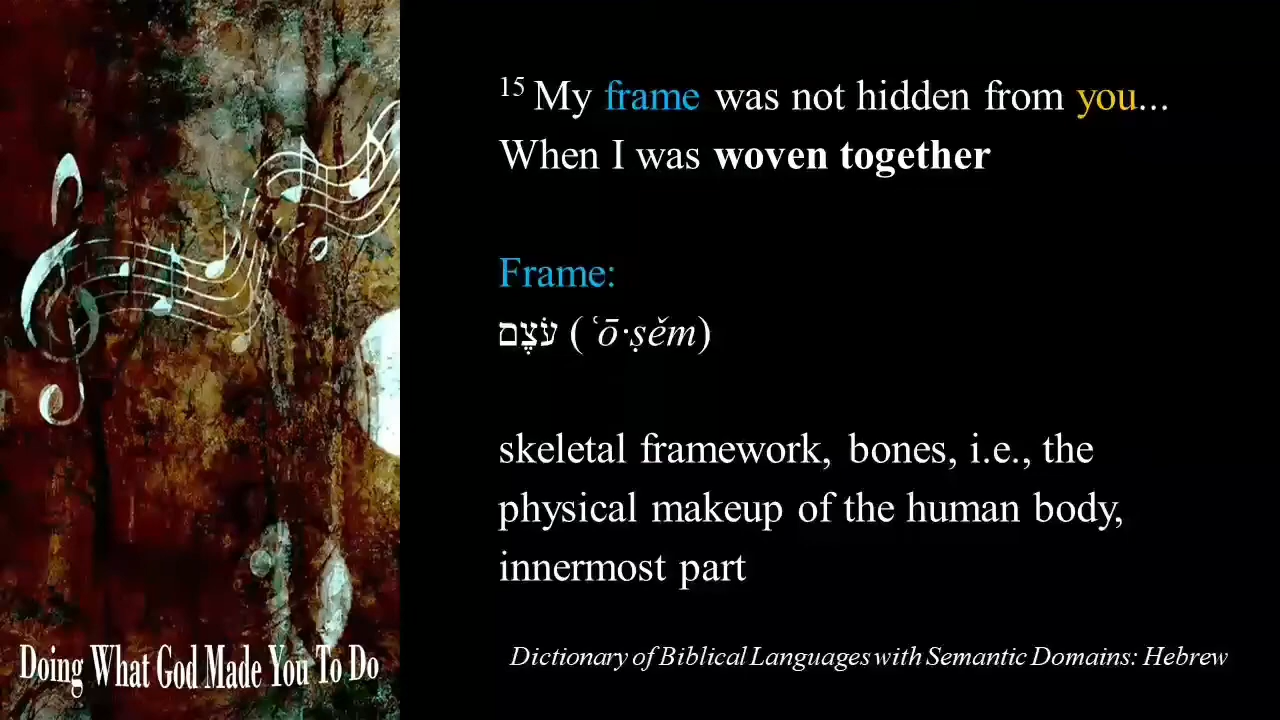 15 My frame was not hidden from you...
When I was woven together
Frame:
עֹצֶם (ʿō·ṣěm)
skeletal framework, bones, i.e., the
physical makeup of the human body,
innermost part
Dictionary of Biblical Languages with Semantic Domains: Hebrew
Doing What God Made You To Do